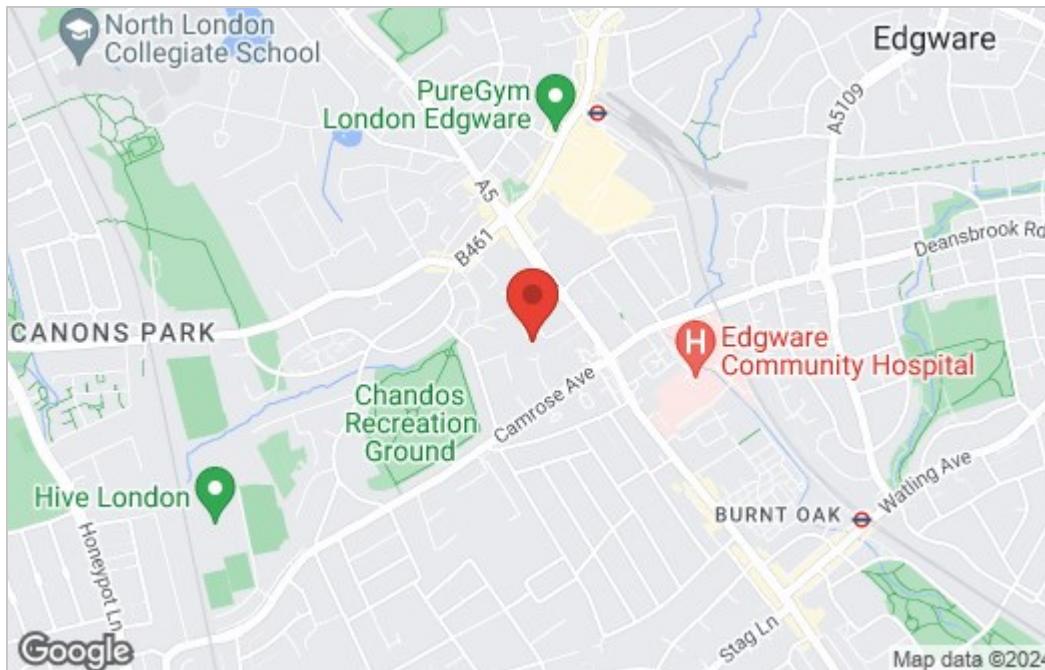 North London
Collegiate School
Edgware
PureGym
London Edgware
A5109
A5
B461
Deansbrook Rd
CANONS PARK
H
Edgware
Community Hospital
Chandos
Recreation
Ground
Camrose Ave
Hive London
Watling Ave
BURNT OAK
Honeypot Ln
Stag Ln
Google
Map data ©2024